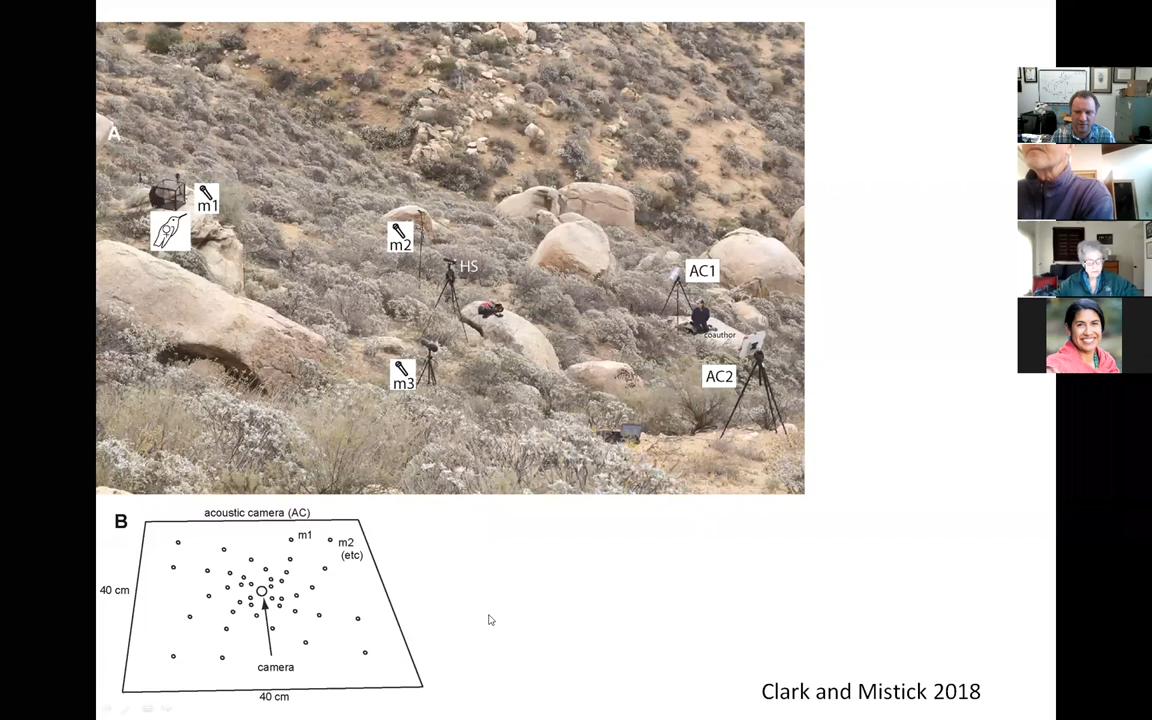 A
m1
m2
HS
AC1
coauthor
m3
AC2
B
acoustic camera (AC)
m1
m2
(etc)
40 cm
camera
40 cm
Clark and Mistick 2018